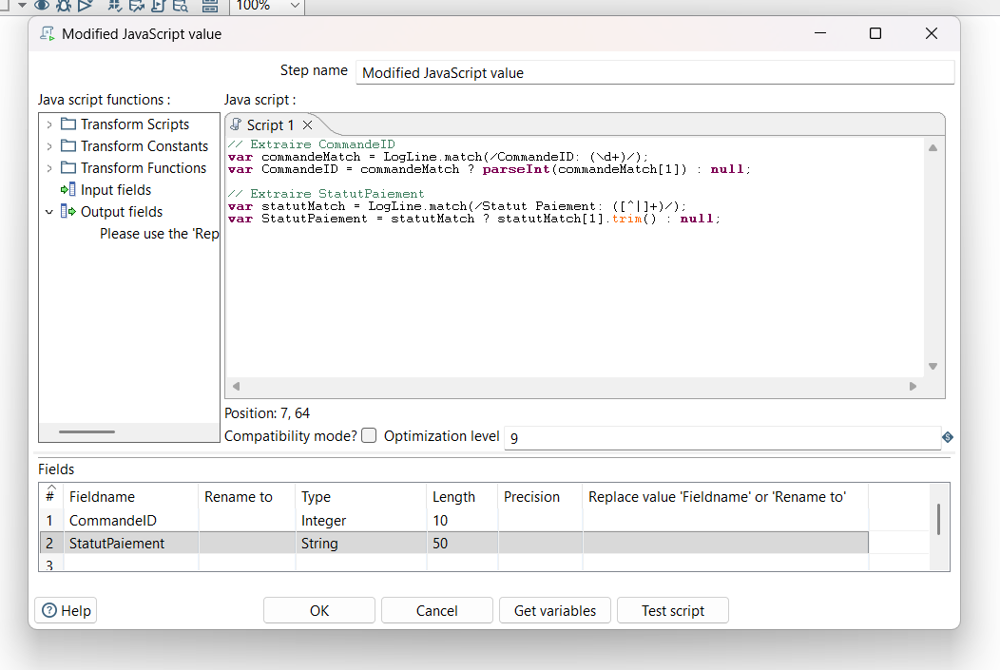 100%
Modified JavaScript value
Step name Modified JavaScript value
Java script functions :
Java script :
Transform Scripts
Transform Constants
Transform Functions
Input fields
Output fields
Please use the 'Rep
Script 1
// Extraire CommandeID
var commandeMatch = LogLine.match(/CommandeID: (\d+)/);
var CommandeID = commandeMatch ? parseInt(commandeMatch[1]) : null;
// Extraire StatutPaiement
var statutMatch = LogLine.match(/Statut Paiement: ([^|]+)/);
var StatutPaiement = statutMatch ? statutMatch[1].trim() : null;
Position: 7, 64
Compatibility mode? Optimization level 9
Fields
# Fieldname Rename to Type Length Precision Replace value 'Fieldname' or 'Rename to'
1 CommandeID Integer 10
2 StatutPaiement String 50
3
Help OK Cancel Get variables Test script